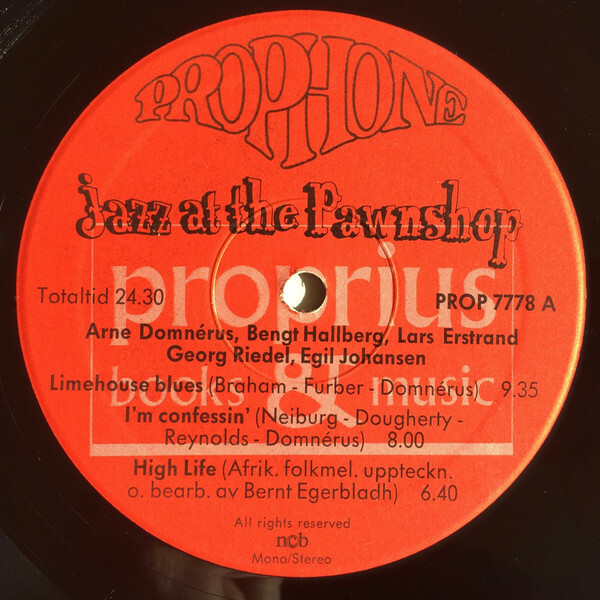 PROPHONE
Jazz at the Pawnshop
proprius
Totaltid 24.30
PROP 7778 A
Arne Domnérus, Bengt Hallberg, Lars Erstrand
Georg Riedel, Egil Johansen
books & music
Limehouse blues (Braham - Furber - Domnérus) 9.35
I'm confessin' (Neiburg - Dougherty -
Reynolds - Domnérus) 8.00
High Life (Afrik. folkmel. uppteckn.
o. bearb. av Bernt Egerbladh) 6.40
All rights reserved
ncb
Mono/Stereo